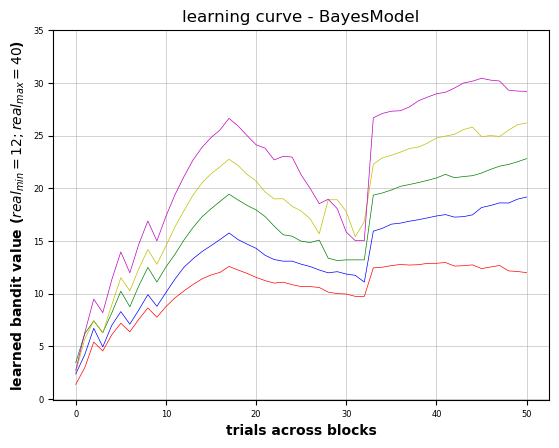 learning curve - BayesModel
learned bandit value (real_min = 12; real_max = 40)
35
30
25
20
15
10
5
0
0 10 20 30 40 50
trials across blocks